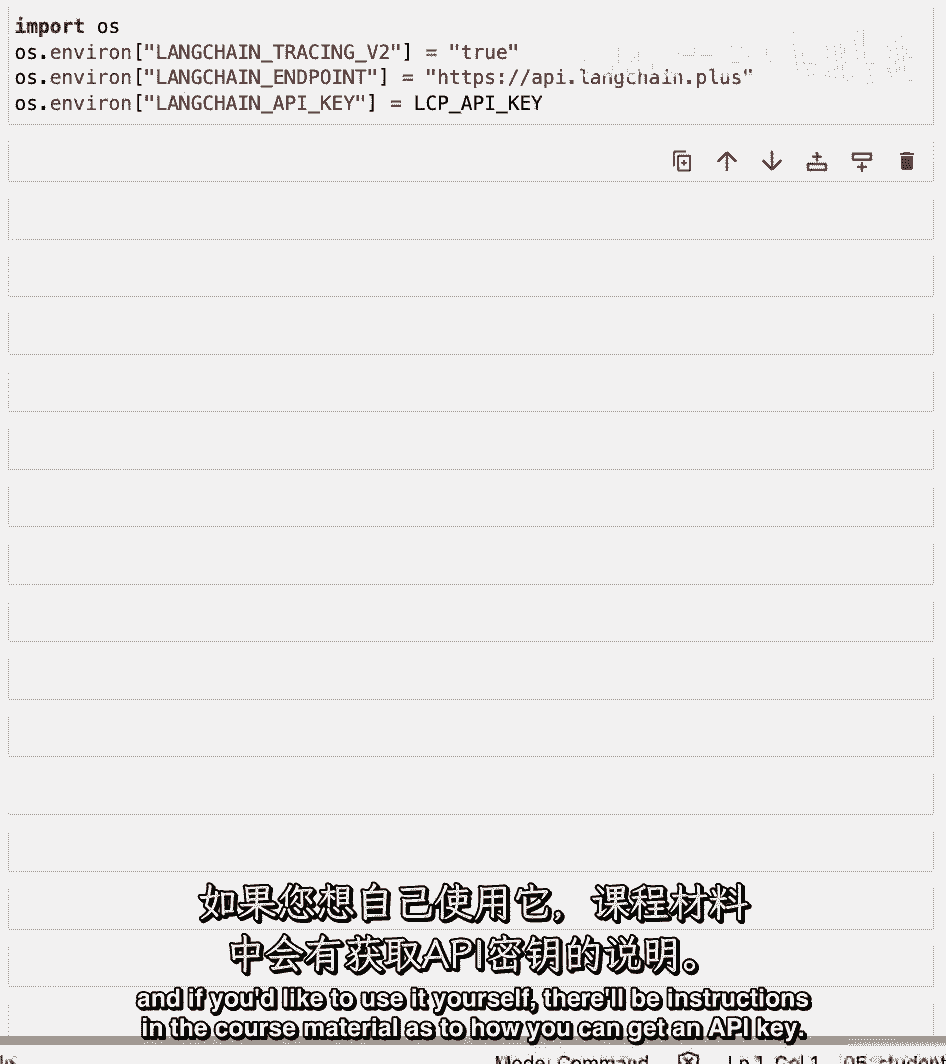 import os
os.environ["LANGCHAIN_TRACING_V2"] = "true"
os.environ["LANGCHAIN_ENDPOINT"] = "https://api.langchain.plus"
os.environ["LANGCHAIN_API_KEY"] = LCP_API_KEY
如果您想自己使用它，课程材料
中会有获取API密钥的说明。
and if you'd like to use it yourself, there'll be instructions
in the course material as to how you can get an API key.
Mode: Command Ln 1, Col 1